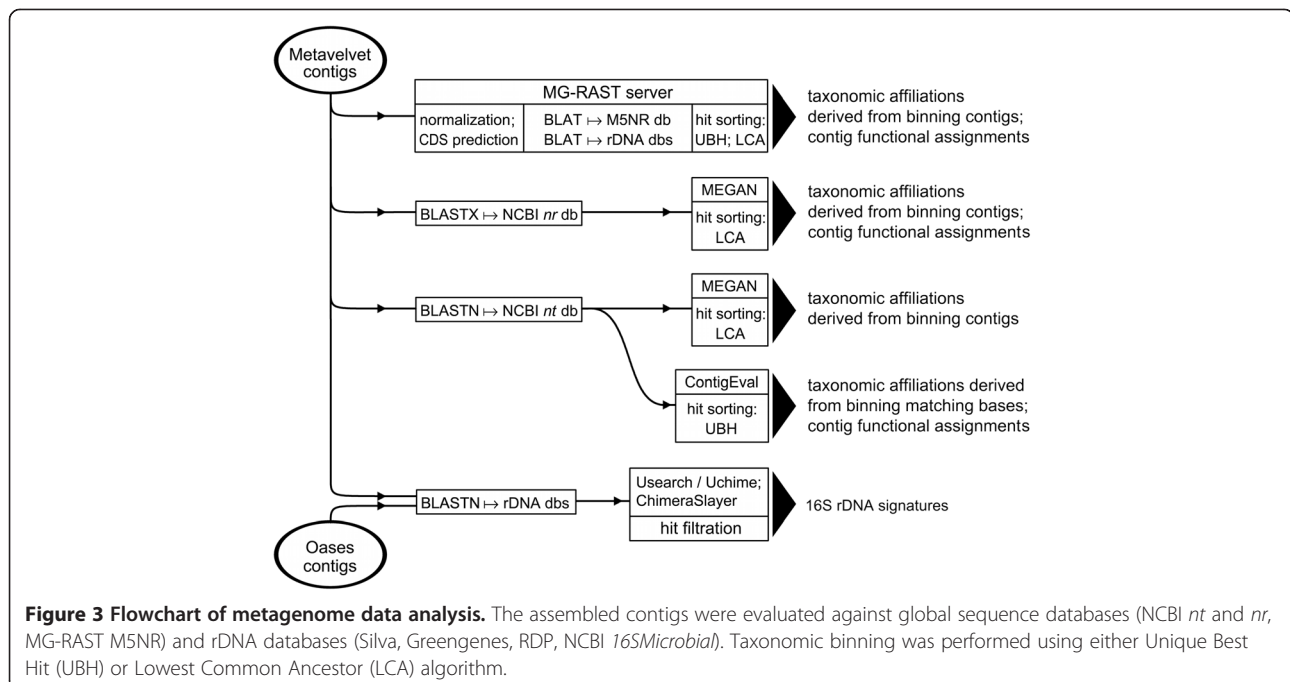 Metavelvet
contigs
MG-RAST server
normalization;
CDS prediction
BLAT ↦ M5NR db
BLAT ↦ rDNA dbs
hit sorting:
UBH; LCA
taxonomic affiliations
derived from binning contigs;
contig functional assignments
BLASTX ↦ NCBI nr db
MEGAN
hit sorting:
LCA
taxonomic affiliations
derived from binning contigs;
contig functional assignments
BLASTN ↦ NCBI nt db
MEGAN
hit sorting:
LCA
taxonomic affiliations
derived from binning contigs
ContigEval
hit sorting:
UBH
taxonomic affiliations derived
from binning matching bases;
contig functional assignments
BLASTN ↦ rDNA dbs
Usearch / Uchime;
ChimeraSlayer
hit filtration
16S rDNA signatures
Oases
contigs
Figure 3 Flowchart of metagenome data analysis. The assembled contigs were evaluated against global sequence databases (NCBI nt and nr,
MG-RAST M5NR) and rDNA databases (Silva, Greengenes, RDP, NCBI 16SMicrobial). Taxonomic binning was performed using either Unique Best
Hit (UBH) or Lowest Common Ancestor (LCA) algorithm.